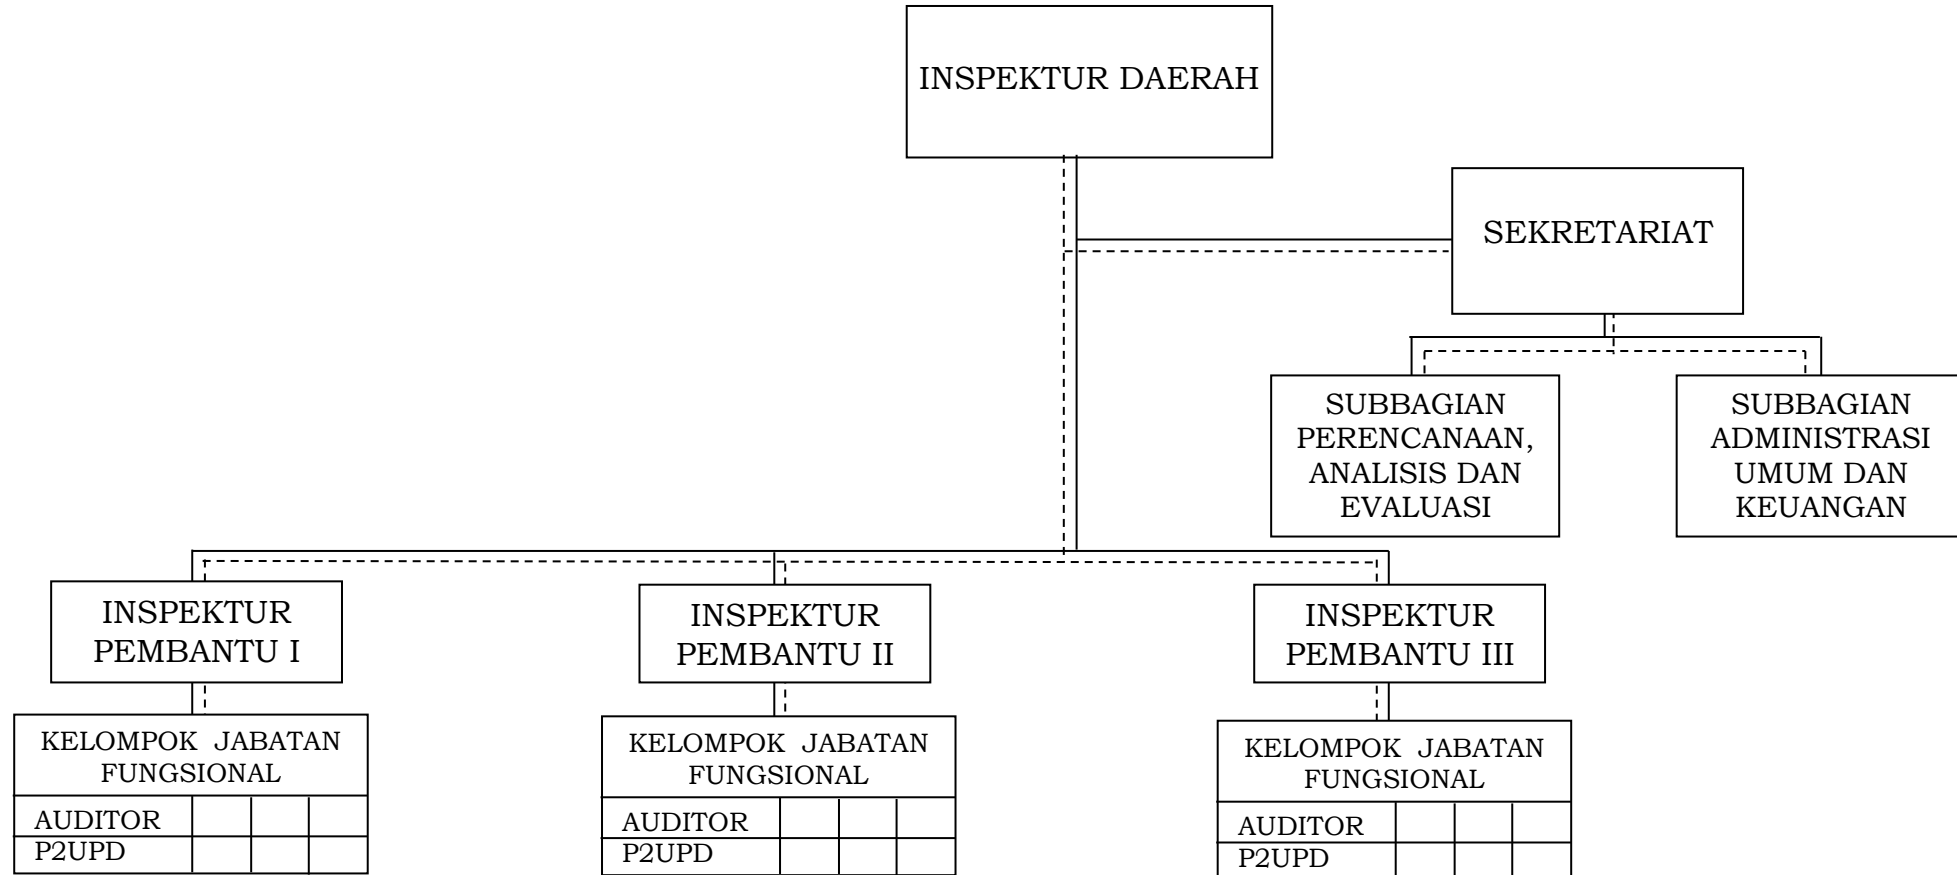 INSPEKTUR DAERAH
SEKRETARIAT
SUBBAGIAN
PERENCANAAN,
ANALISIS DAN
EVALUASI
SUBBAGIAN
ADMINISTRASI
UMUM DAN
KEUANGAN
INSPEKTUR
PEMBANTU I
INSPEKTUR
PEMBANTU II
INSPEKTUR
PEMBANTU III
KELOMPOK JABATAN
FUNGSIONAL
AUDITOR
P2UPD
KELOMPOK JABATAN
FUNGSIONAL
AUDITOR
P2UPD
KELOMPOK JABATAN
FUNGSIONAL
AUDITOR
P2UPD